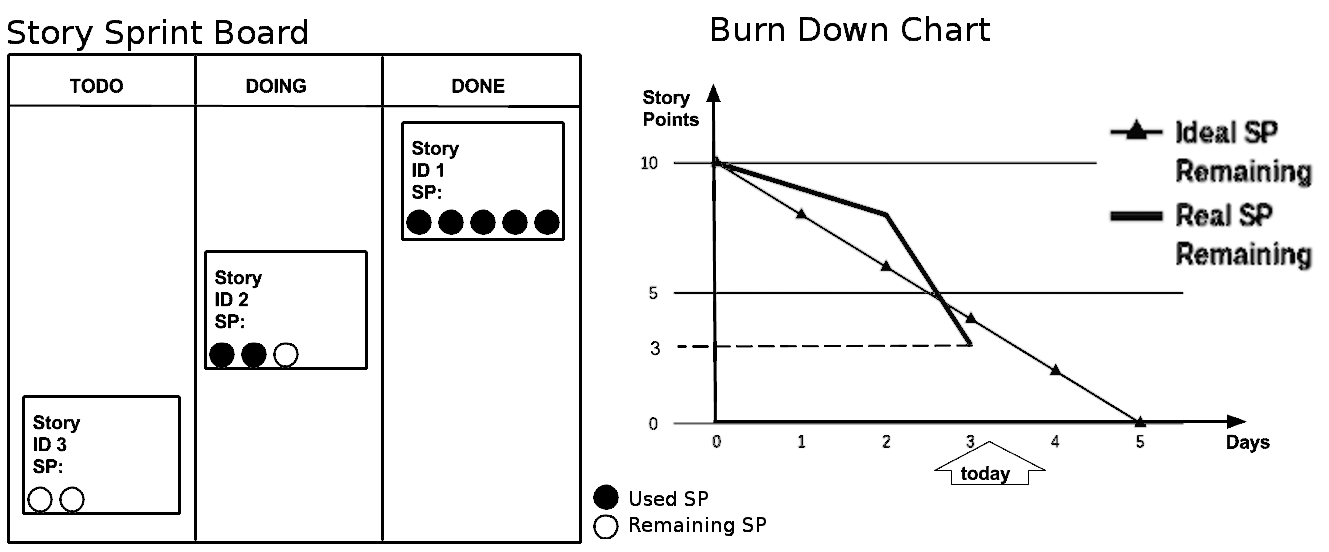 Story Sprint Board
TODO
DOING
DONE
Story
ID 1
SP:
Story
ID 2
SP:
Story
ID 3
SP:
Used SP
Remaining SP
Burn Down Chart
Story
Points
10
5
3
0
0 1 2 3 4 5
Days
today
Ideal SP
Remaining
Real SP
Remaining